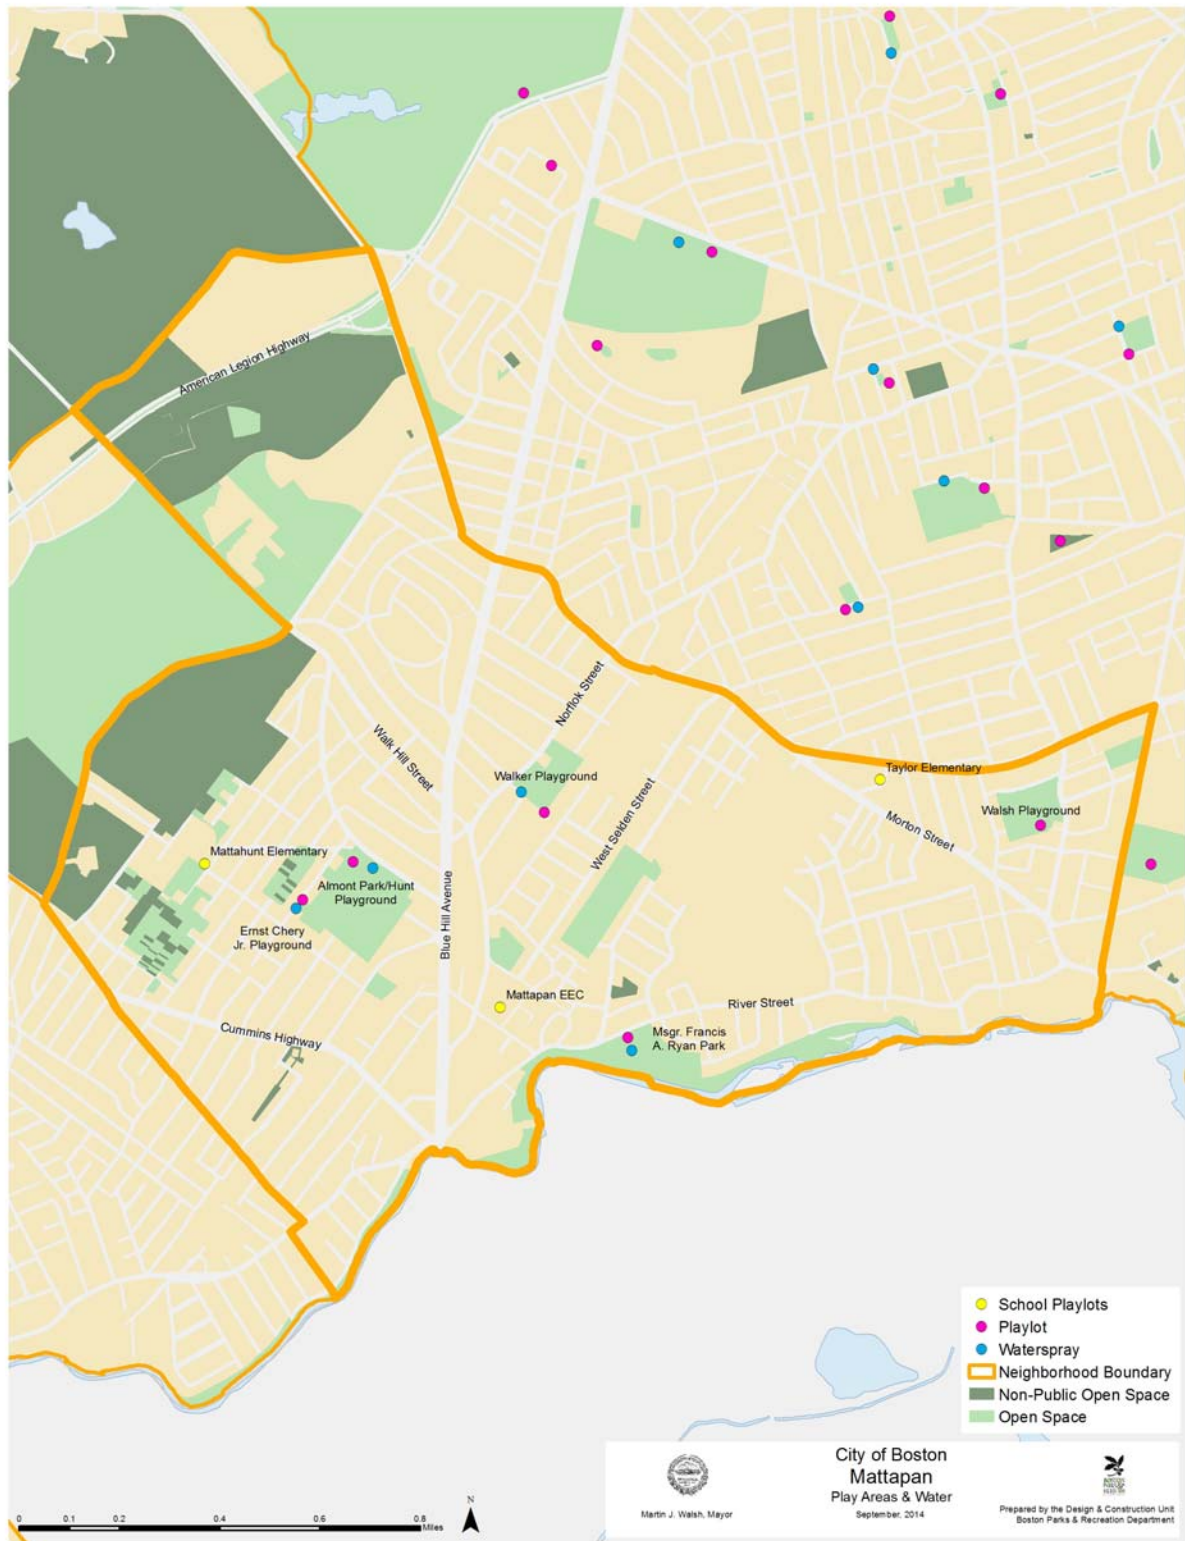 American Legion Highway
Norflok Street
Walk Hill Street
Walker Playground
West Selden Street
Taylor Elementary
Walsh Playground
Morton Street
Mattahunt Elementary
Almont Park/Hunt
Playground
Blue Hill Avenue
Ernst Chery
Jr. Playground
Mattapan EEC
River Street
Cummins Highway
Msgr. Francis
A. Ryan Park
School Playlots
Playlot
Waterspray
Neighborhood Boundary
Non-Public Open Space
Open Space
City of Boston
Mattapan
Play Areas & Water
September, 2014
Martin J. Walsh, Mayor
Prepared by the Design & Construction Unit
Boston Parks & Recreation Department
N
0 0.1 0.2 0.4 0.6 0.8
Miles